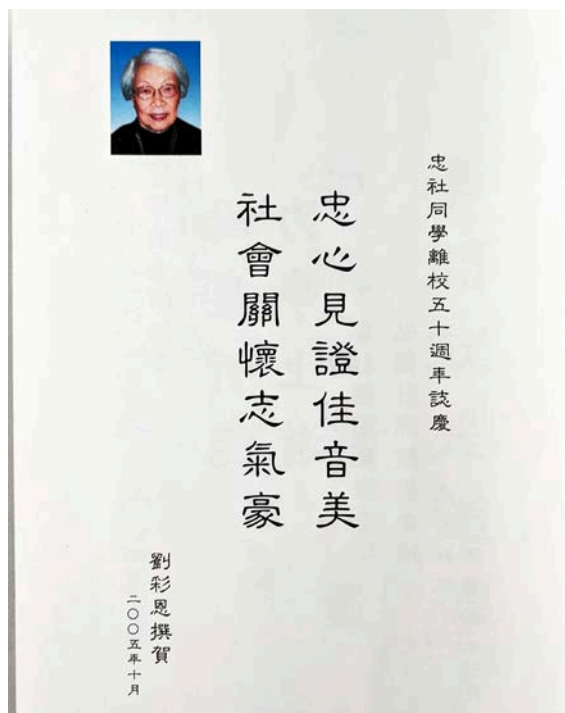 忠社同學離校五十週年誌慶
忠心見證佳音美
社會關懷志氣豪
劉彩恩撰賀
二〇〇五年十月